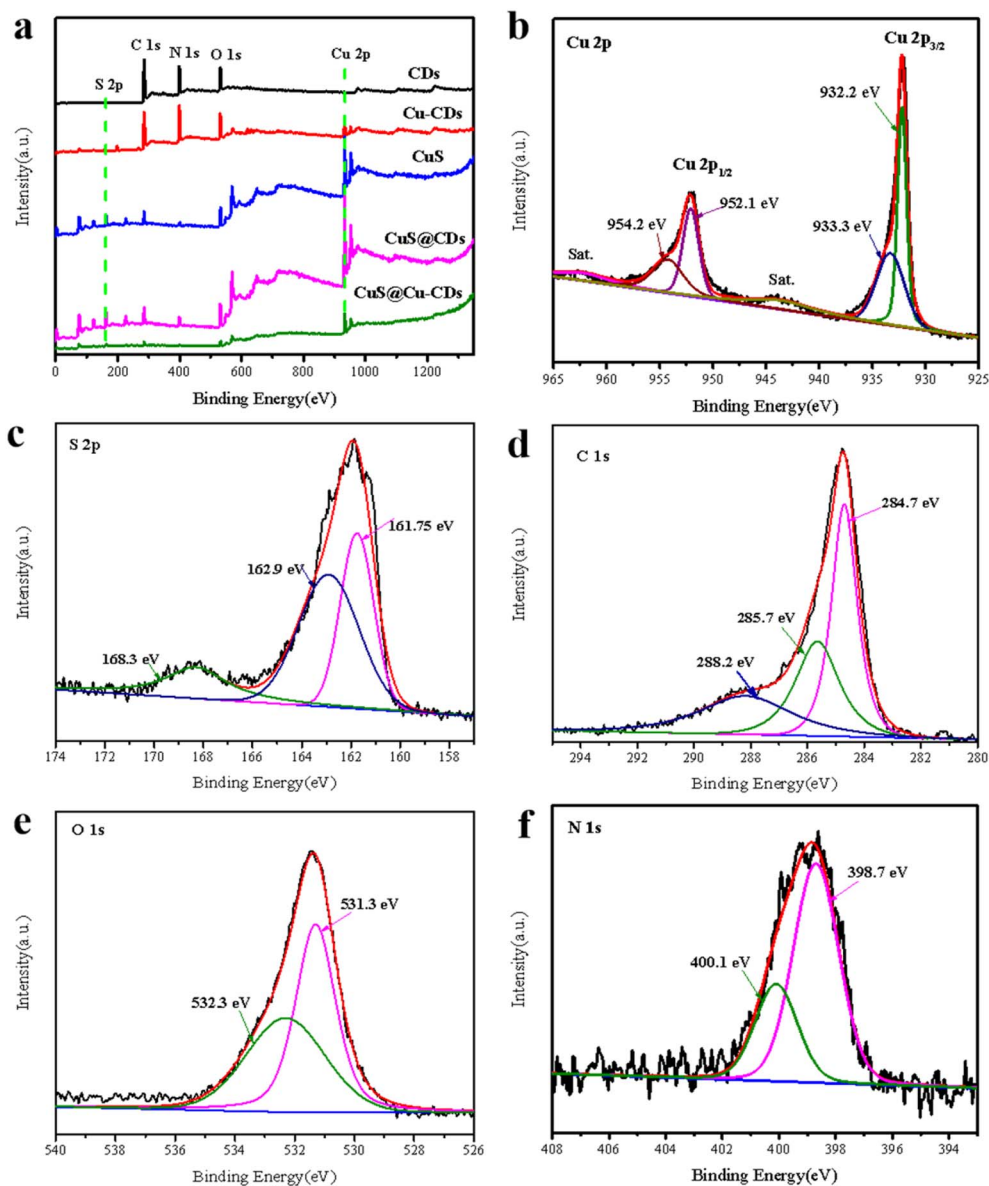 a
C 1s
N 1s
O 1s
Cu 2p
S 2p
CDs
Cu-CDs
CuS
CuS@CDs
CuS@Cu-CDs
Intensity(a.u.)
0 200 400 600 800 1000 1200
Binding Energy(eV)
b
Cu 2p
Cu 2p3/2
932.2 eV
Cu 2p1/2
952.1 eV
954.2 eV
933.3 eV
Sat.
Sat.
Intensity(a.u.)
965 960 955 950 945 940 935 930 925
Binding Energy(eV)
c
S 2p
161.75 eV
162.9 eV
168.3 eV
Intensity(a.u.)
174 171 168 165 162 160 157
Binding Energy(eV)
d
C 1s
284.7 eV
285.7 eV
288.2 eV
Intensity(a.u.)
294 292 290 288 286 284 282 280
Binding Energy(eV)
e
O 1s
531.3 eV
532.3 eV
Intensity(a.u.)
540 538 536 534 532 530 528 526
Binding Energy(eV)
f
N 1s
398.7 eV
400.1 eV
Intensity(a.u.)
408 406 404 402 400 398 396 394
Binding Energy(eV)